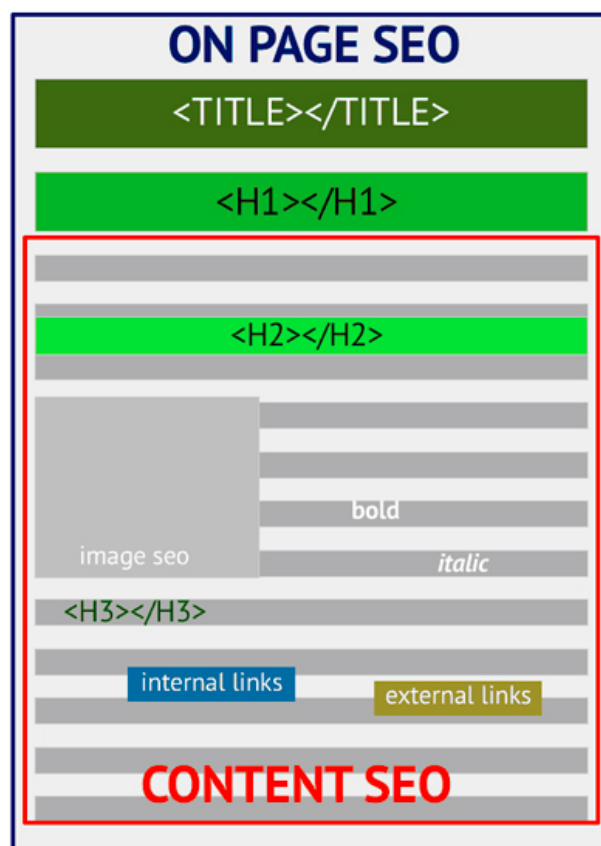 ON PAGE SEO
<TITLE></TITLE>
<H1></H1>
<H2></H2>
bold
image seo
italic
<H3></H3>
internal links
external links
CONTENT SEO